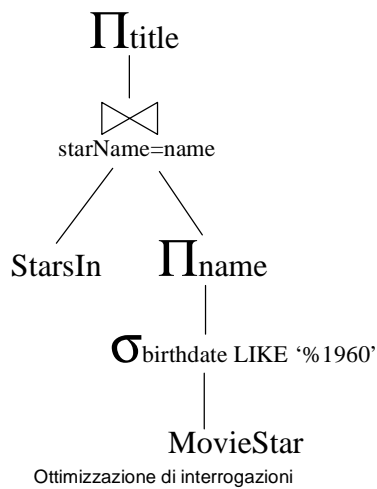 Πtitle
starName=name
StarsIn Πname
σbirthdate LIKE ‘%1960’
MovieStar
Ottimizzazione di interrogazioni